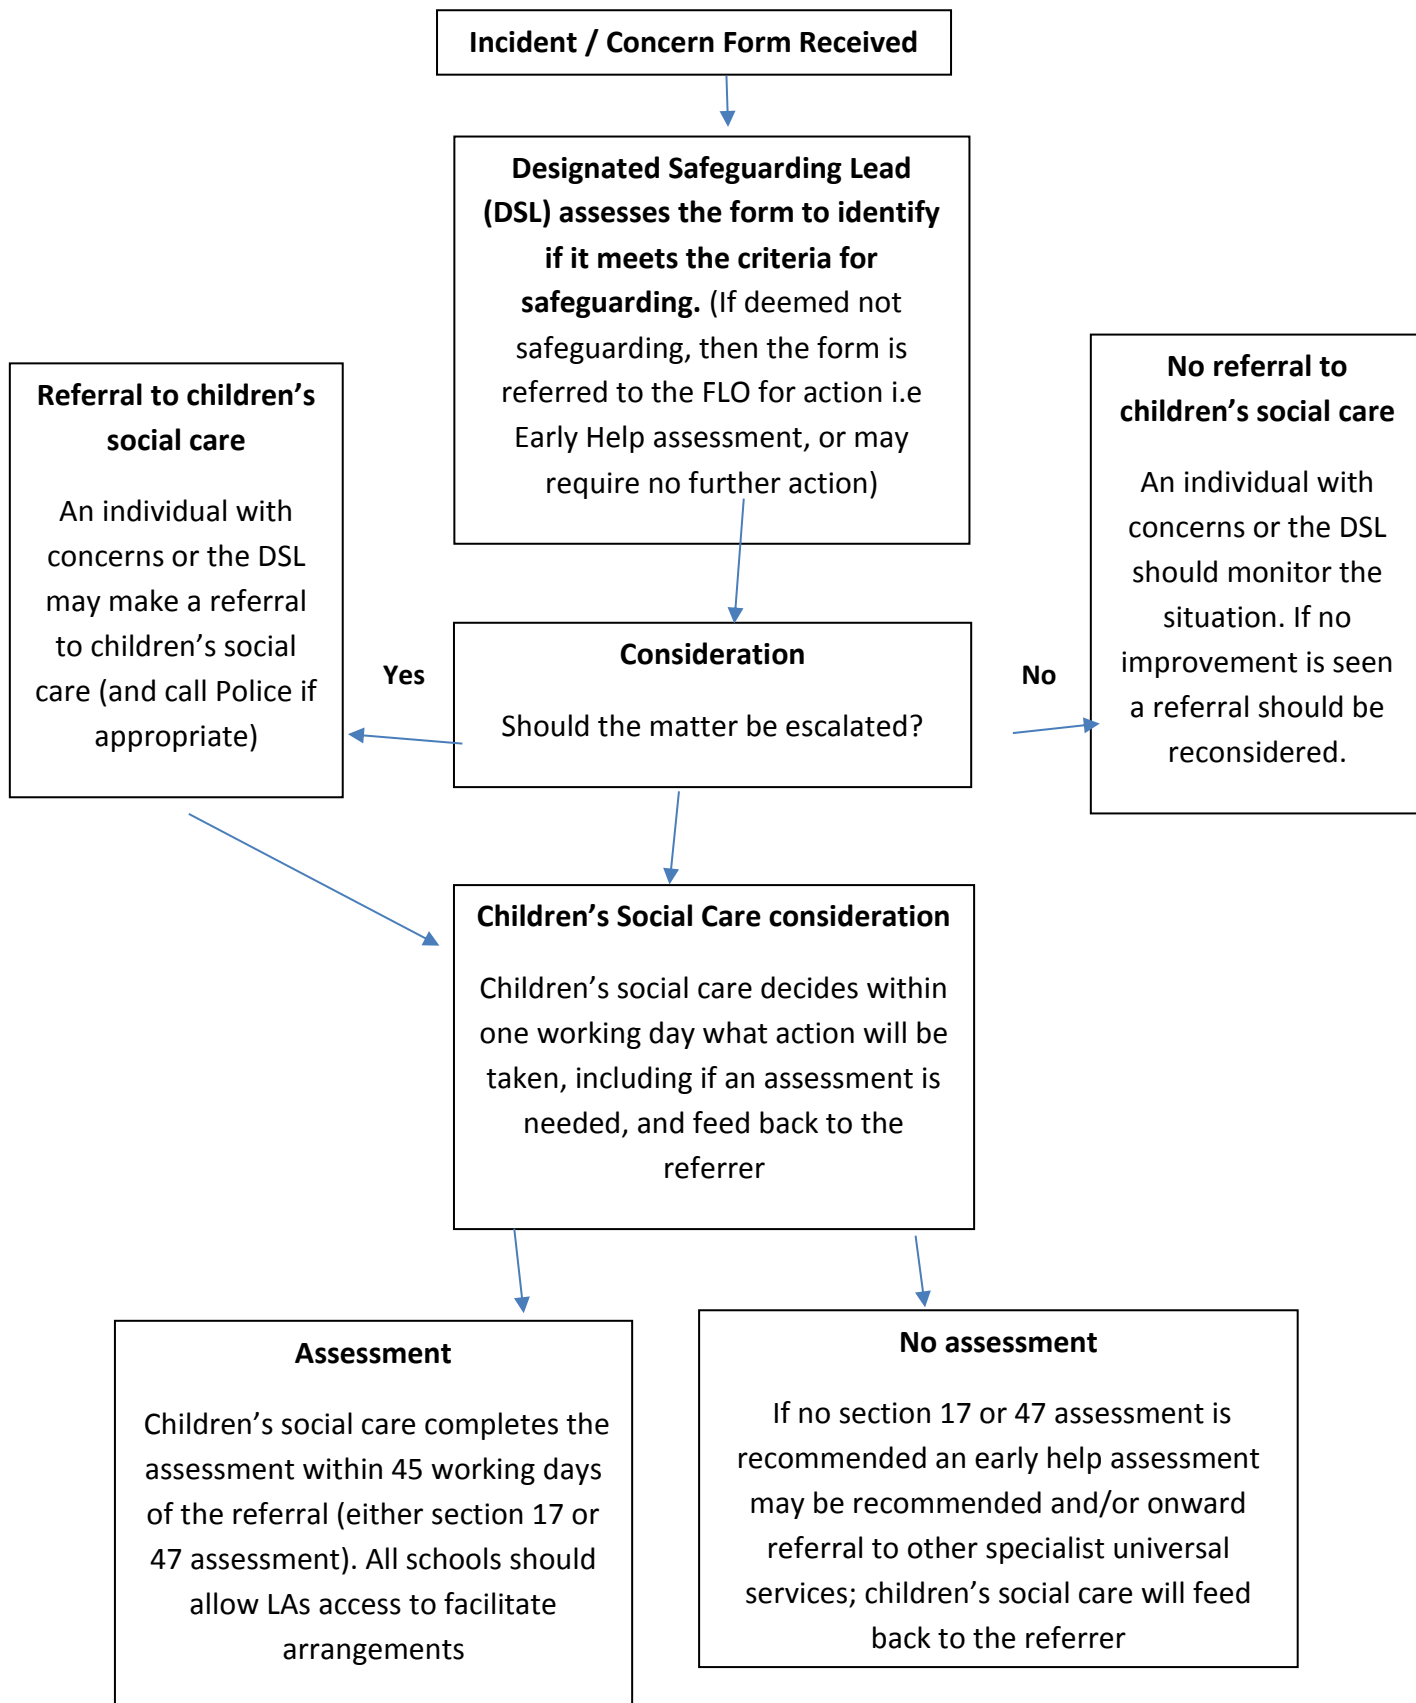 Incident / Concern Form Received
Designated Safeguarding Lead
(DSL) assesses the form to identify
if it meets the criteria for
safeguarding. (If deemed not
safeguarding, then the form is
referred to the FLO for action i.e
Early Help assessment, or may
require no further action)
Referral to children’s
social care
An individual with
concerns or the DSL
may make a referral
to children’s social
care (and call Police if
appropriate)
Yes
Consideration
Should the matter be escalated?
No
No referral to
children’s social care
An individual with
concerns or the DSL
should monitor the
situation. If no
improvement is seen
a referral should be
reconsidered.
Children’s Social Care consideration
Children’s social care decides within
one working day what action will be
taken, including if an assessment is
needed, and feed back to the
referrer
Assessment
Children’s social care completes the
assessment within 45 working days
of the referral (either section 17 or
47 assessment). All schools should
allow LAs access to facilitate
arrangements
No assessment
If no section 17 or 47 assessment is
recommended an early help assessment
may be recommended and/or onward
referral to other specialist universal
services; children’s social care will feed
back to the referrer